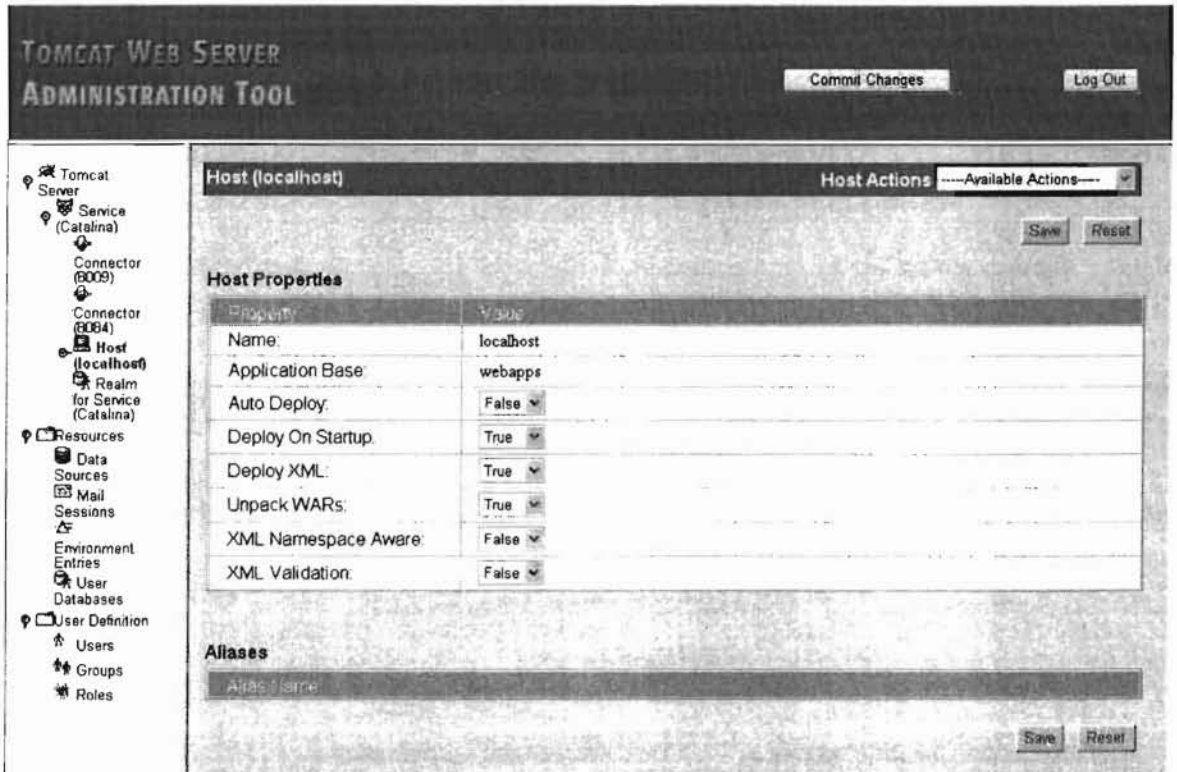 TOMCAT WEB SERVER
ADMINISTRATION TOOL
Commit Changes
Log Out
Tomcat
Server
Service
(Catalina)
Connector
(8009)
Connector
(8084)
Host
(localhost)
Realm
for Service
(Catalina)
Resources
Data
Sources
Mail
Sessions
Environment
Entries
User
Databases
User Definition
Users
Groups
Roles
Host (localhost)
Host Actions -----Available Actions-----
Save Reset
Host Properties
Property Value
Name: localhost
Application Base: webapps
Auto Deploy: False
Deploy On Startup: True
Deploy XML: True
Unpack WARs: True
XML Namespace Aware: False
XML Validation: False
Aliases
Alias Name
Save Reset